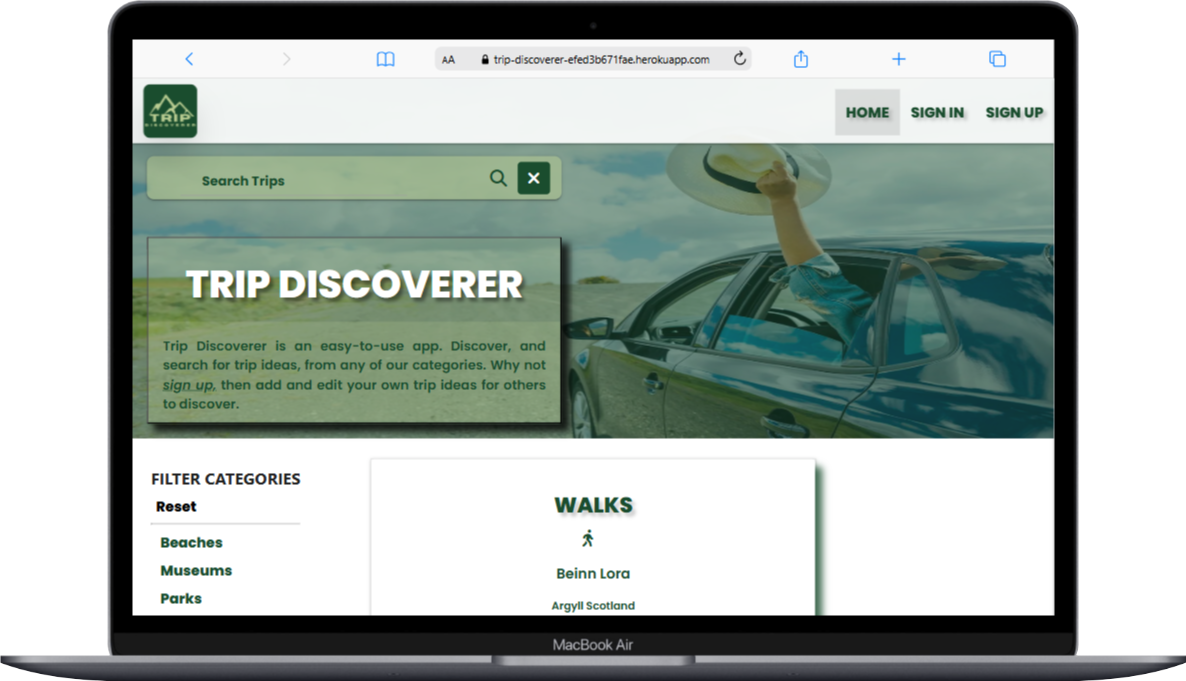 AA trip-discoverer-efed3b671fae.herokuapp.com
TRIP
DISCOVERER
HOME SIGN IN SIGN UP
Search Trips
TRIP DISCOVERER
Trip Discoverer is an easy-to-use app. Discover, and
search for trip ideas, from any of our categories. Why not
sign up, then add and edit your own trip ideas for others
to discover.
FILTER CATEGORIES
Reset
Beaches
Museums
Parks
WALKS
Beinn Lora
Argyll Scotland
MacBook Air